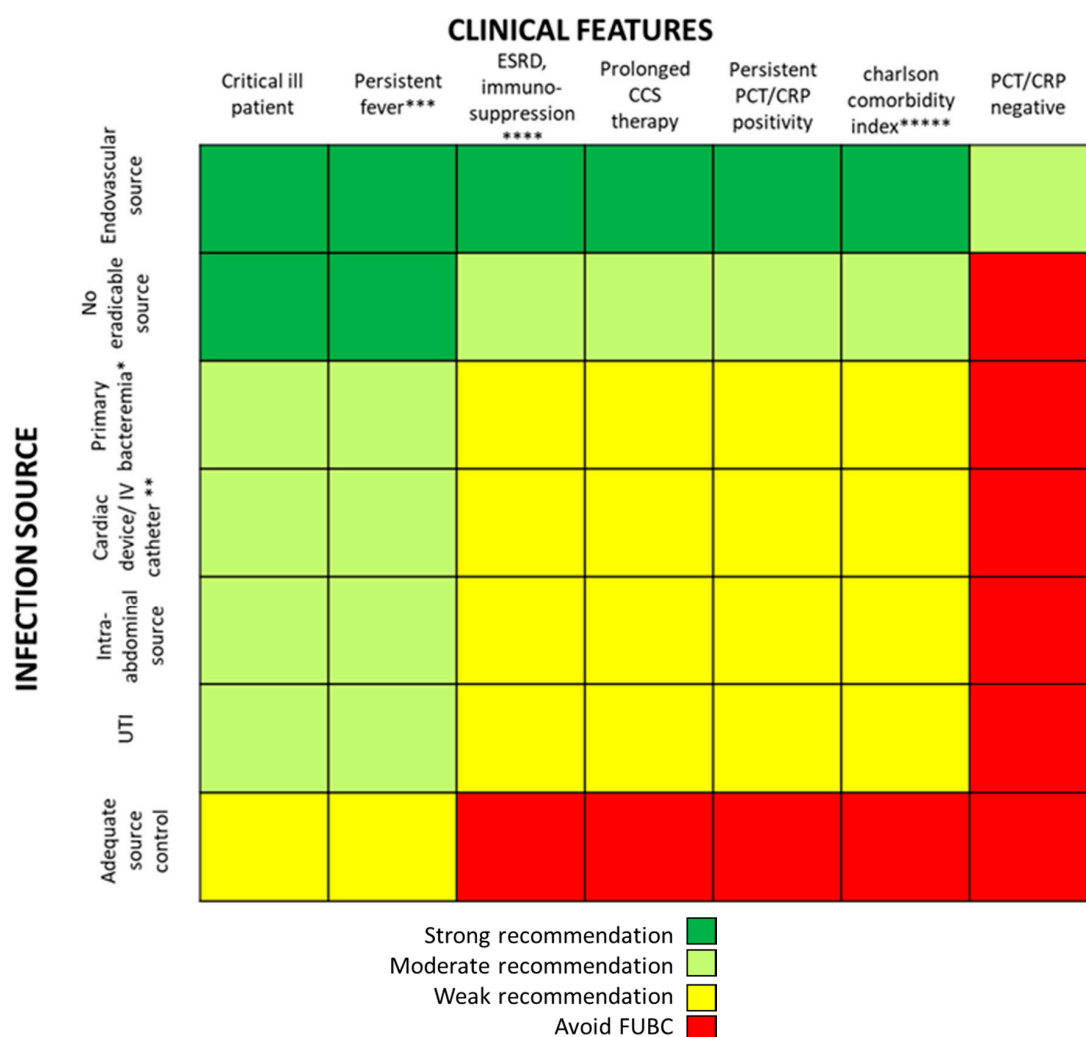 CLINICAL FEATURES
Critical ill
patient
Persistent
fever***
ESRD,
immuno-
suppression
****
Prolonged
CCS
therapy
Persistent
PCT/CRP
positivity
charlson
comorbidity
index*****
PCT/CRP
negative
INFECTION SOURCE
Endovascular
source
No
eradicable
source
Primary
bacteremia*
Cardiac
device/ IV
catheter **
Intra-
abdominal
source
UTI
Adequate
source
control
Strong recommendation
Moderate recommendation
Weak recommendation
Avoid FUBC